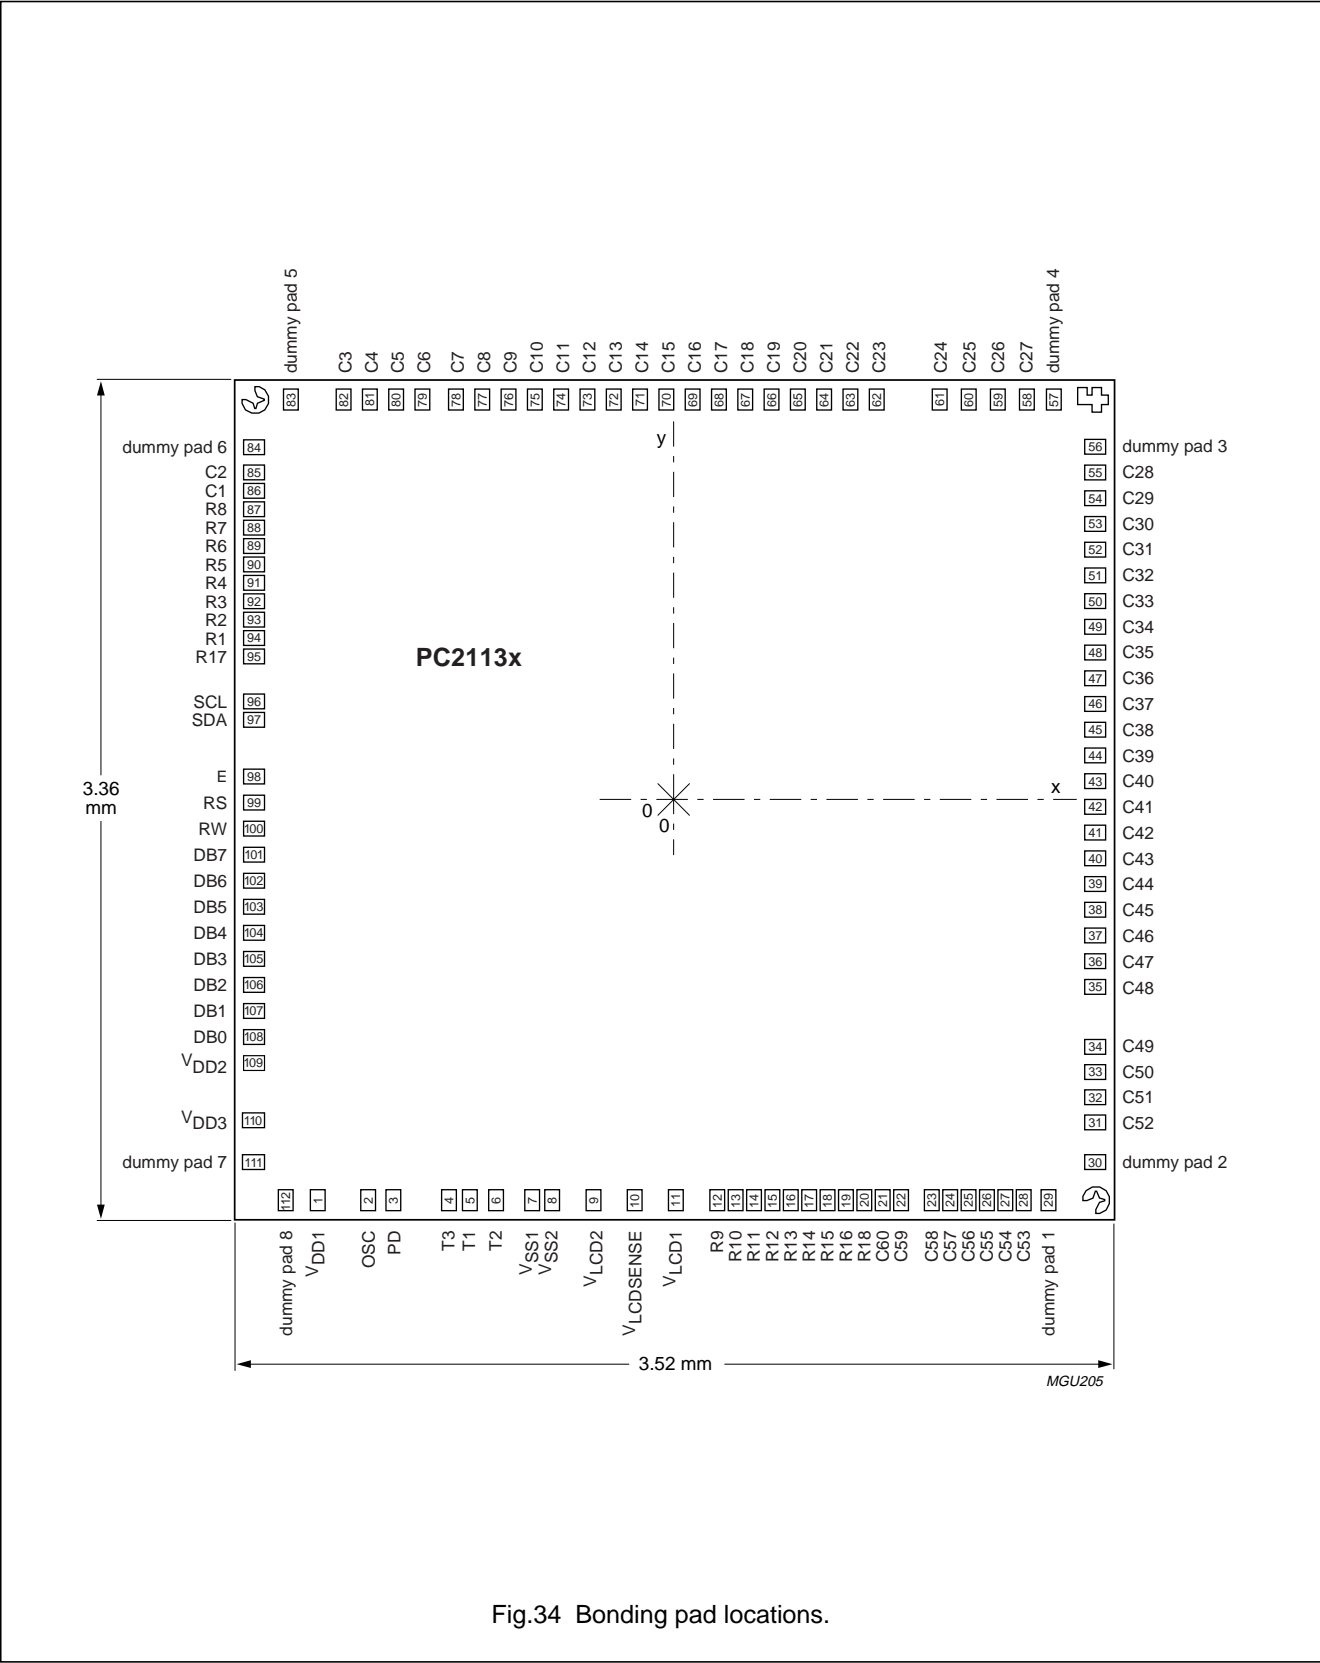 dummy pad 5
C3
C4
C5
C6
C7
C8
C9
C10
C11
C12
C13
C14
C15
C16
C17
C18
C19
C20
C21
C22
C23
C24
C25
C26
C27
dummy pad 4
83 82 81 80 79 78 77 76 75 74 73 72 71 70 69 68 67 66 65 64 63 62 61 60 59 58 57
y
dummy pad 6 84 56 dummy pad 3
C2 85 55 C28
C1 86
R8 87 54 C29
R7 88 53 C30
R6 89 52 C31
R5 90
R4 91 51 C32
R3 92 50 C33
R2 93 49 C34
R1 94
R17 95 48 C35
PC2113x
47 C36
SCL 96 46 C37
SDA 97 45 C38
44 C39
E 98 43 C40
3.36
mm
x
0
0
RS 99 42 C41
RW 100 41 C42
DB7 101 40 C43
DB6 102 39 C44
DB5 103 38 C45
DB4 104 37 C46
DB3 105 36 C47
DB2 106 35 C48
DB1 107
DB0 108 34 C49
VDD2 109 33 C50
32 C51
VDD3 110 31 C52
dummy pad 7 111 30 dummy pad 2
112 1 2 3 4 5 6 7 8 9 10 11 12 13 14 15 16 17 18 19 20 21 22 23 24 25 26 27 28 29
dummy pad 8
VDD1
OSC
PD
T3
T1
T2
VSS1
VSS2
VLCD2
VLCDSENSE
VLCD1
R9
R10
R11
R12
R13
R14
R15
R16
R18
C60
C59
C58
C57
C56
C55
C54
C53
dummy pad 1
3.52 mm
MGU205
Fig.34 Bonding pad locations.